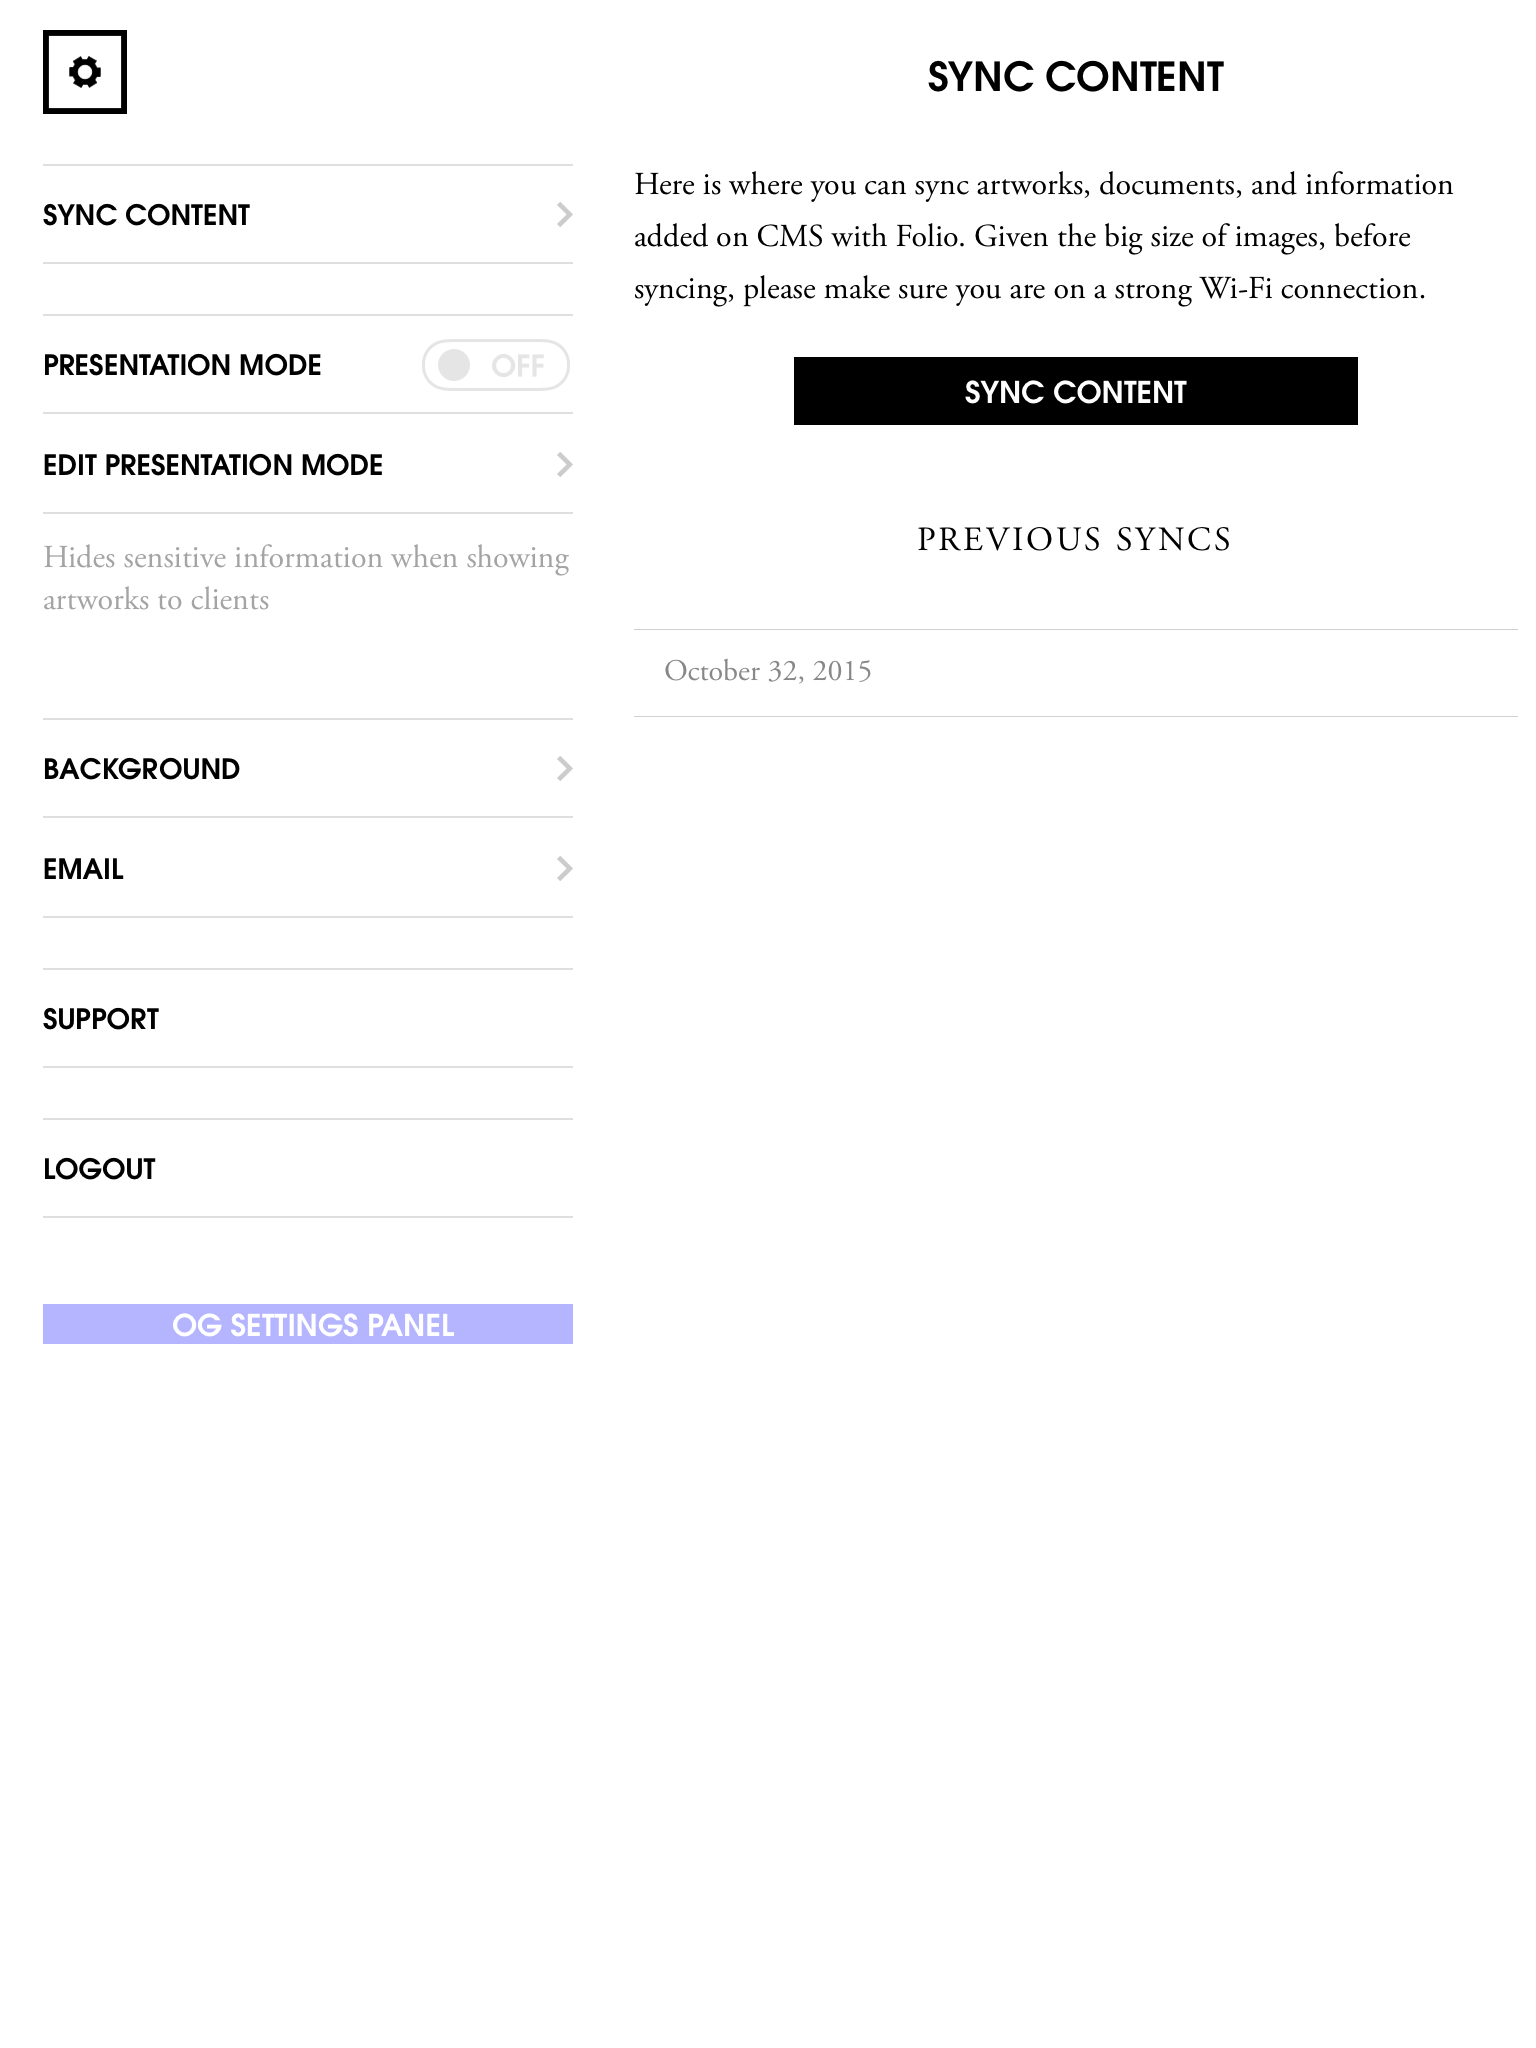 SYNC CONTENT
PRESENTATION MODE
OFF
EDIT PRESENTATION MODE
Hides sensitive information when showing
artworks to clients
BACKGROUND
EMAIL
SUPPORT
LOGOUT
OG SETTINGS PANEL
SYNC CONTENT
Here is where you can sync artworks, documents, and information
added on CMS with Folio. Given the big size of images, before
syncing, please make sure you are on a strong Wi-Fi connection.
SYNC CONTENT
PREVIOUS SYNCS
October 32, 2015